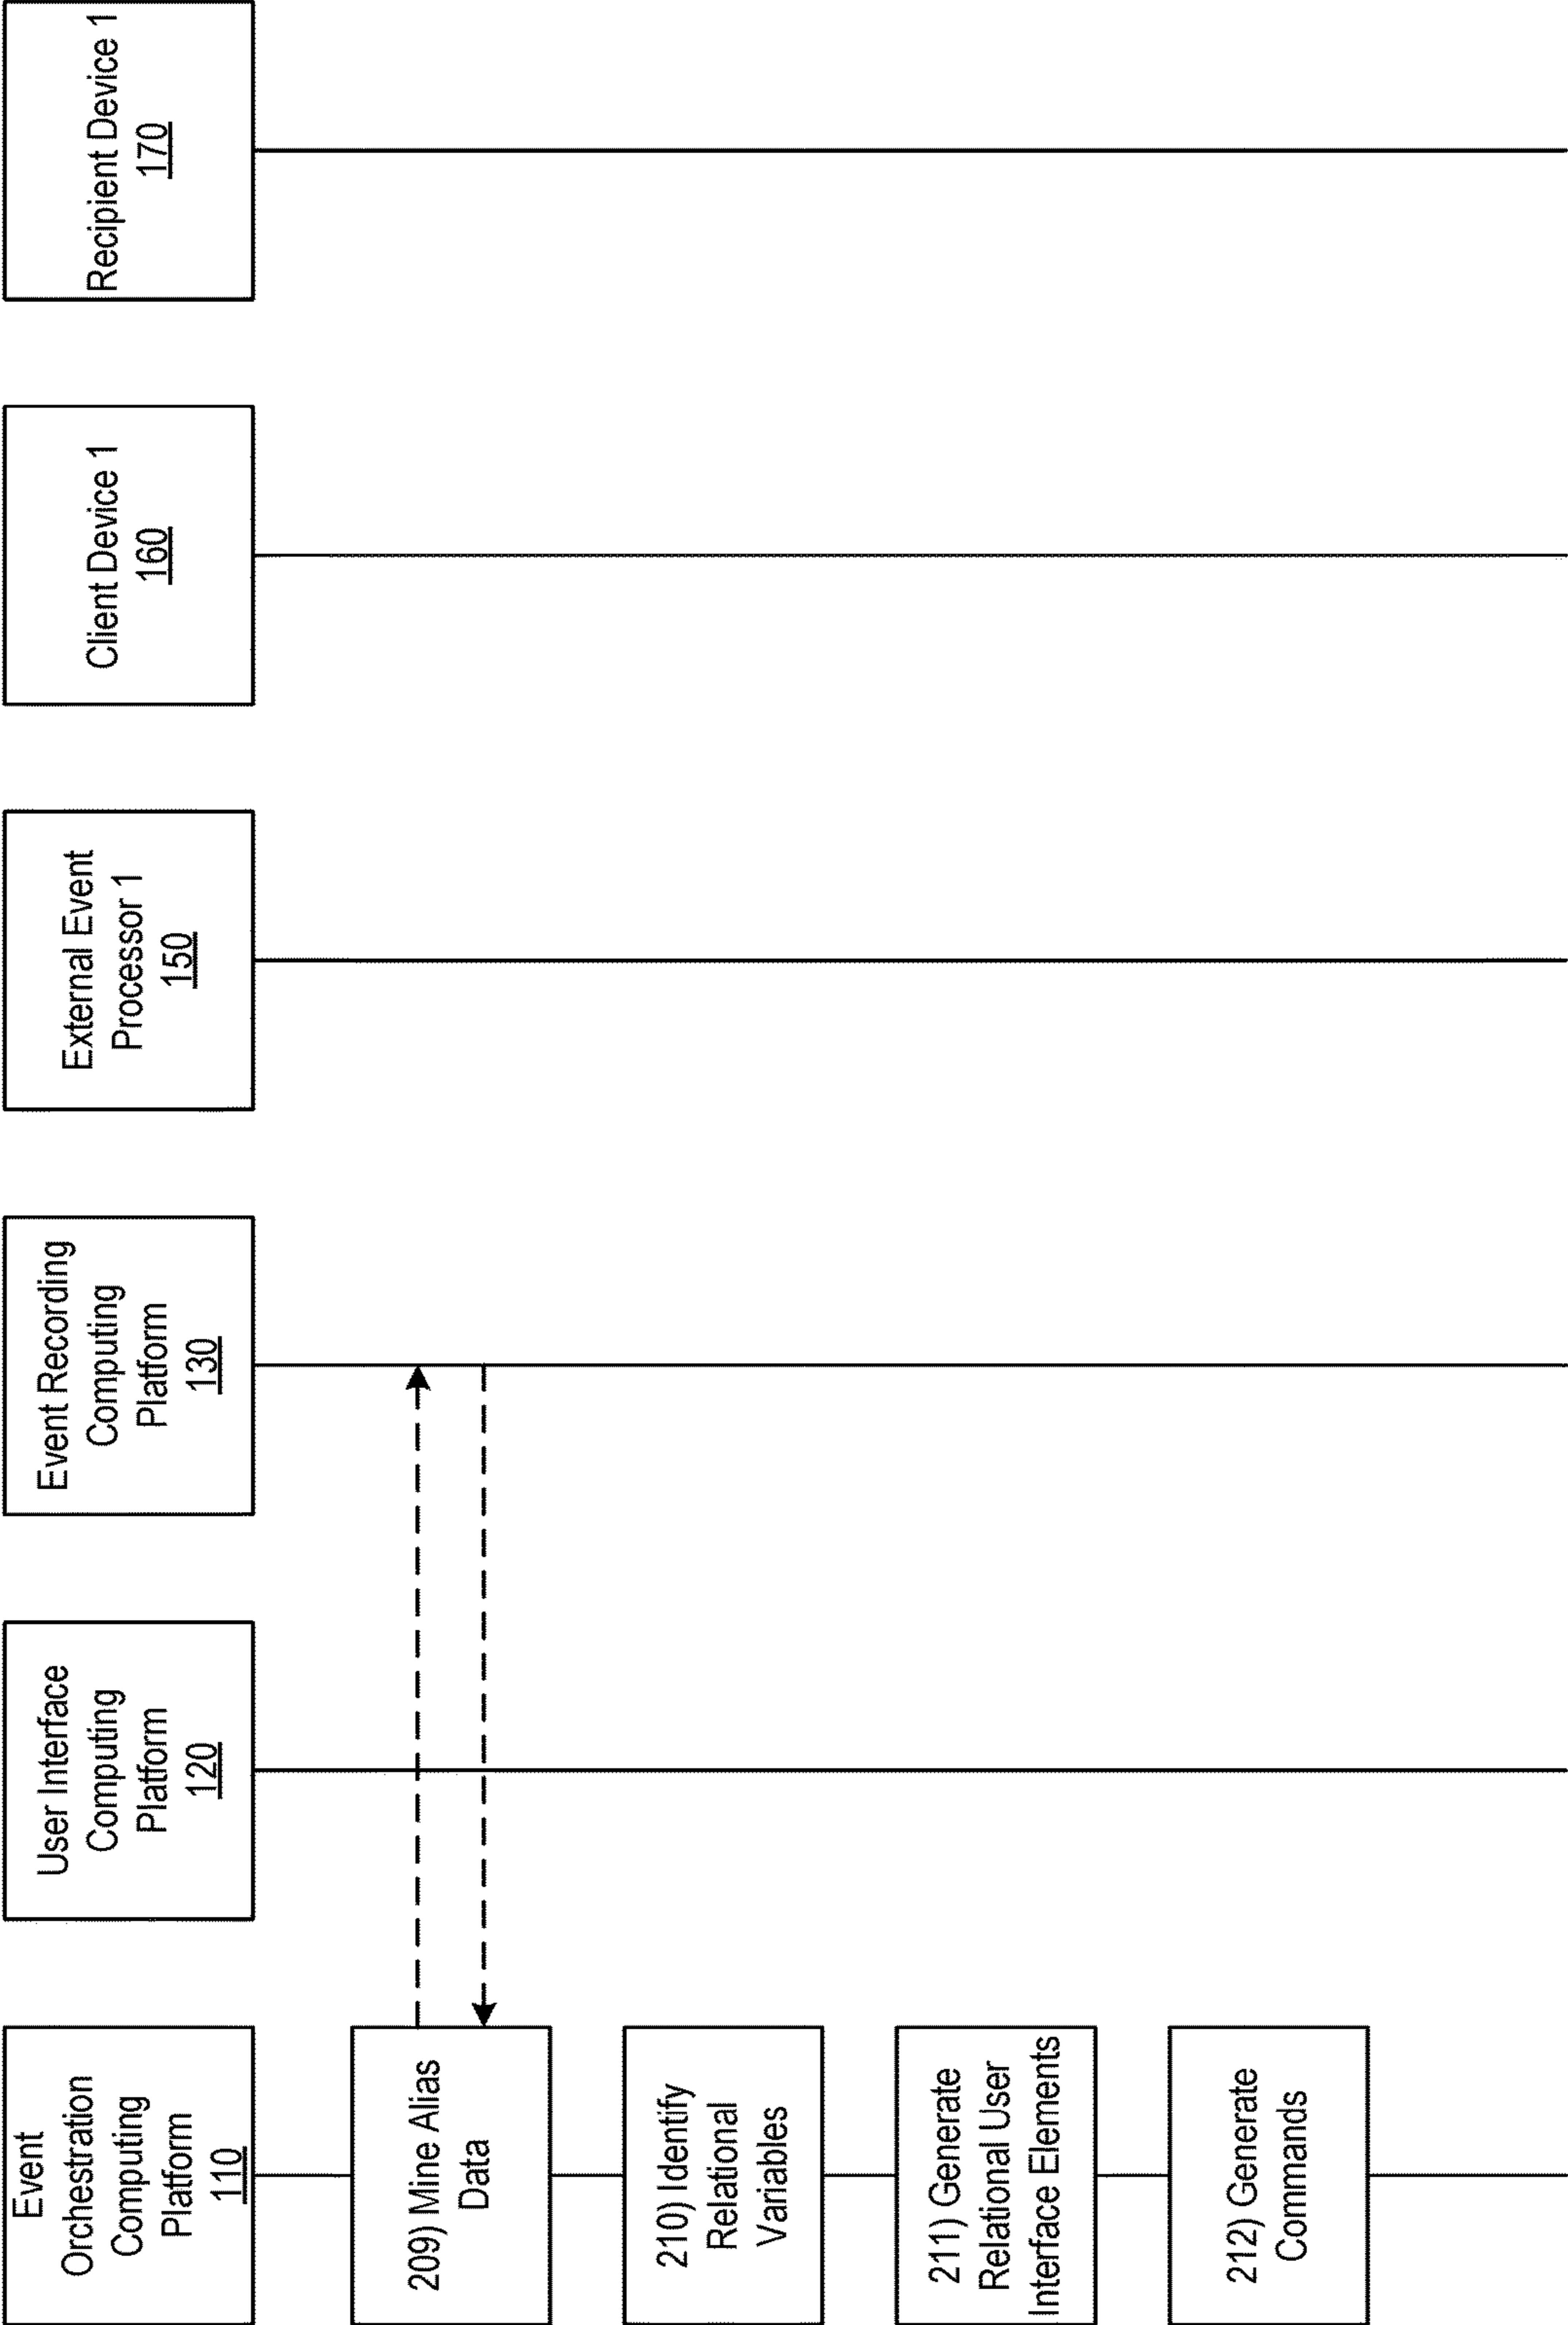 Event
Orchestration
Computing
Platform
110
User Interface
Computing
Platform
120
Event Recording
Computing
Platform
130
External Event
Processor 1
150
Client Device 1
160
Recipient Device 1
170
209) Mine Alias
Data
210) Identify
Relational
Variables
211) Generate
Relational User
Interface Elements
212) Generate
Commands